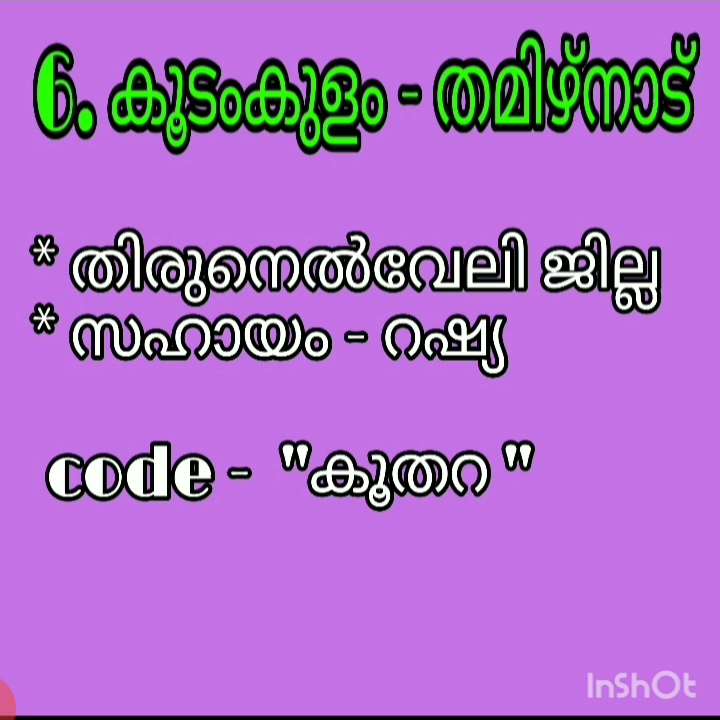 6. കൂടംകുളം - തമിഴ്നാട്
* തിരുനെൽവേലി ജില്ല
* സഹായം - റഷ്യ
code - "കൂതറ"
InShOt